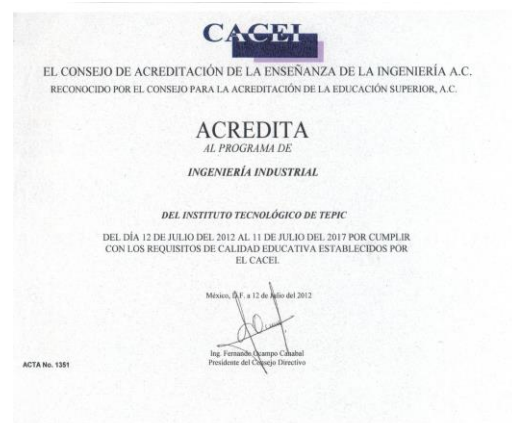 CACEI
EL CONSEJO DE ACREDITACIÓN DE LA ENSEÑANZA DE LA INGENIERÍA A.C.
RECONOCIDO POR EL CONSEJO PARA LA ACREDITACIÓN DE LA EDUCACIÓN SUPERIOR, A.C.
ACREDITA
AL PROGRAMA DE
INGENIERÍA INDUSTRIAL
DEL INSTITUTO TECNOLÓGICO DE TEPIC
DEL DÍA 12 DE JULIO DEL 2012 AL 11 DE JULIO DEL 2017 POR CUMPLIR
CON LOS REQUISITOS DE CALIDAD EDUCATIVA ESTABLECIDOS POR
EL CACEI.
México, D.F. a 12 de Julio del 2012
Ing. Fernando Ocampo Canabal
Presidente del Consejo Directivo
ACTA No. 1351